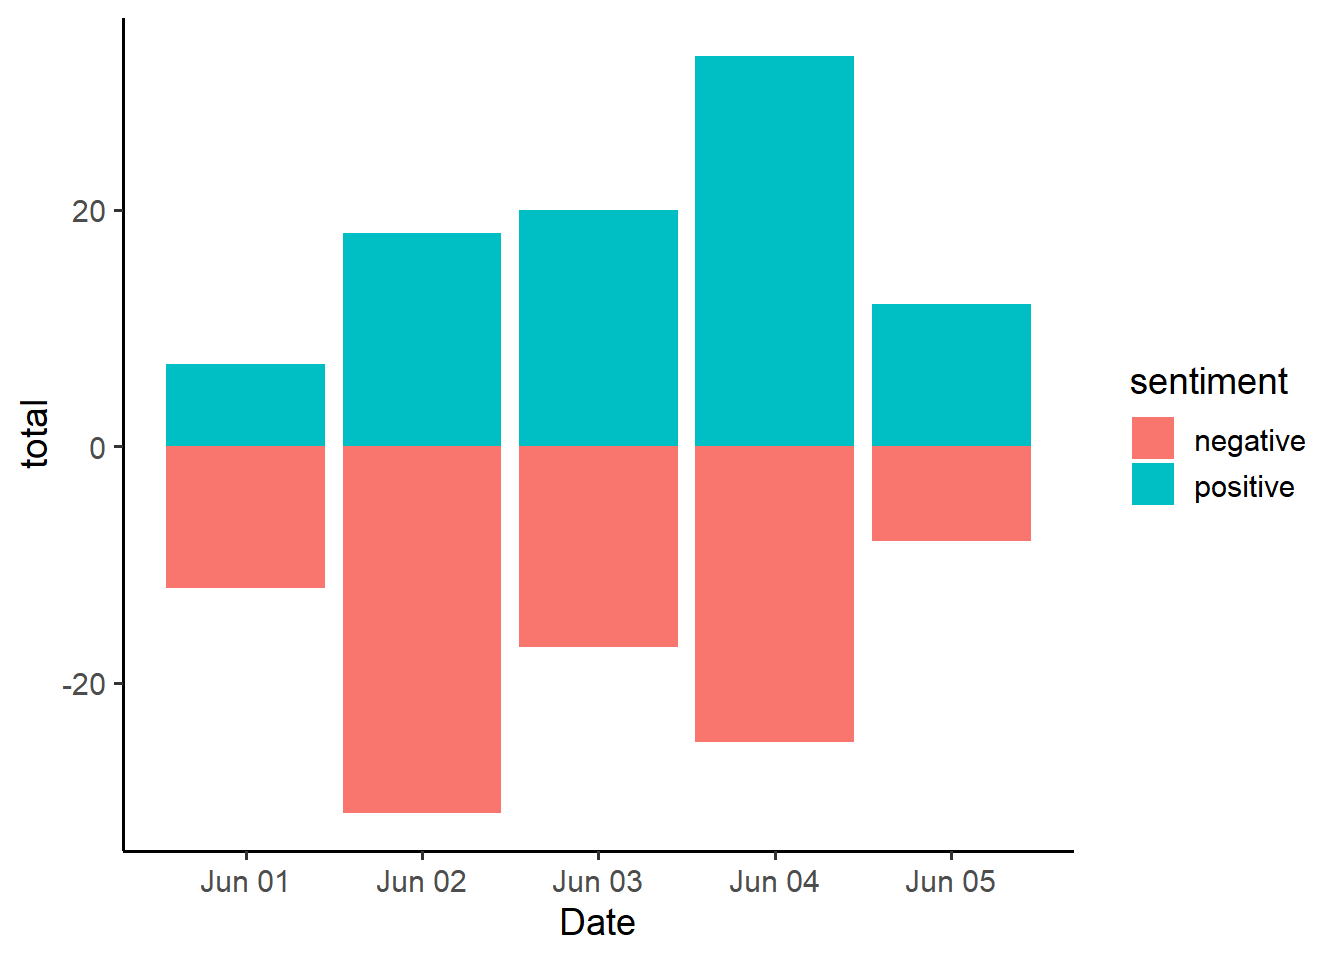 total
20
0
-20
Jun 01 Jun 02 Jun 03 Jun 04 Jun 05
Date
sentiment
negative
positive